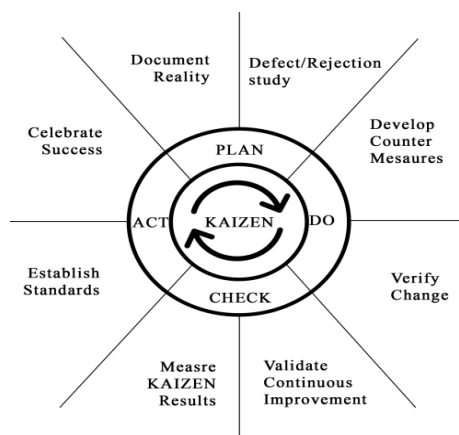 Document
Reality
Defect/Rejection
study
Celebrate
Success
Develop
Counter
Mesaures
PLAN
ACT
KAIZEN
DO
CHECK
Establish
Standards
Verify
Change
Measre
KAIZEN
Results
Validate
Continuous
Improvement